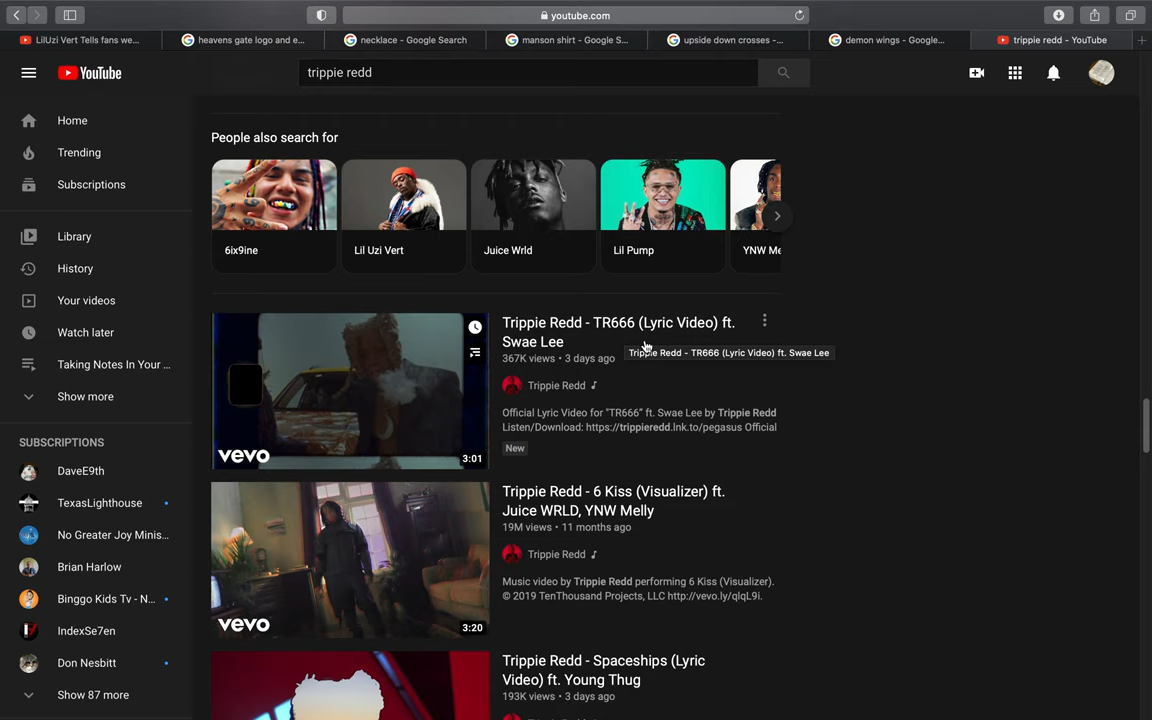 youtube.com
LilUzi Vert Tells fans we...
heavens gate logo and e...
necklace - Google Search
manson shirt - Google S...
upside down crosses -...
demon wings - Google...
trippie redd - YouTube
YouTube
trippie redd
Home
Trending
Subscriptions
Library
History
Your videos
Watch later
Taking Notes In Your ...
Show more
SUBSCRIPTIONS
DaveE9th
TexasLighthouse
No Greater Joy Minis...
Brian Harlow
Binggo Kids Tv - N...
IndexSe7en
Don Nesbitt
Show 87 more
People also search for
6ix9ine
Lil Uzi Vert
Juice Wrld
Lil Pump
YNW Me
vevo
3:01
Trippie Redd - TR666 (Lyric Video) ft.
Swae Lee
367K views • 3 days ago
Trippie Redd - TR666 (Lyric Video) ft. Swae Lee
Trippie Redd
Official Lyric Video for "TR666" ft. Swae Lee by Trippie Redd
Listen/Download: https://trippieredd.lnk.to/pegasus Official
New
vevo
3:20
Trippie Redd - 6 Kiss (Visualizer) ft.
Juice WRLD, YNW Melly
19M views • 11 months ago
Trippie Redd
Music video by Trippie Redd performing 6 Kiss (Visualizer).
© 2019 TenThousand Projects, LLC http://vevo.ly/qlqL9i.
Trippie Redd - Spaceships (Lyric
Video) ft. Young Thug
193K views • 3 days ago